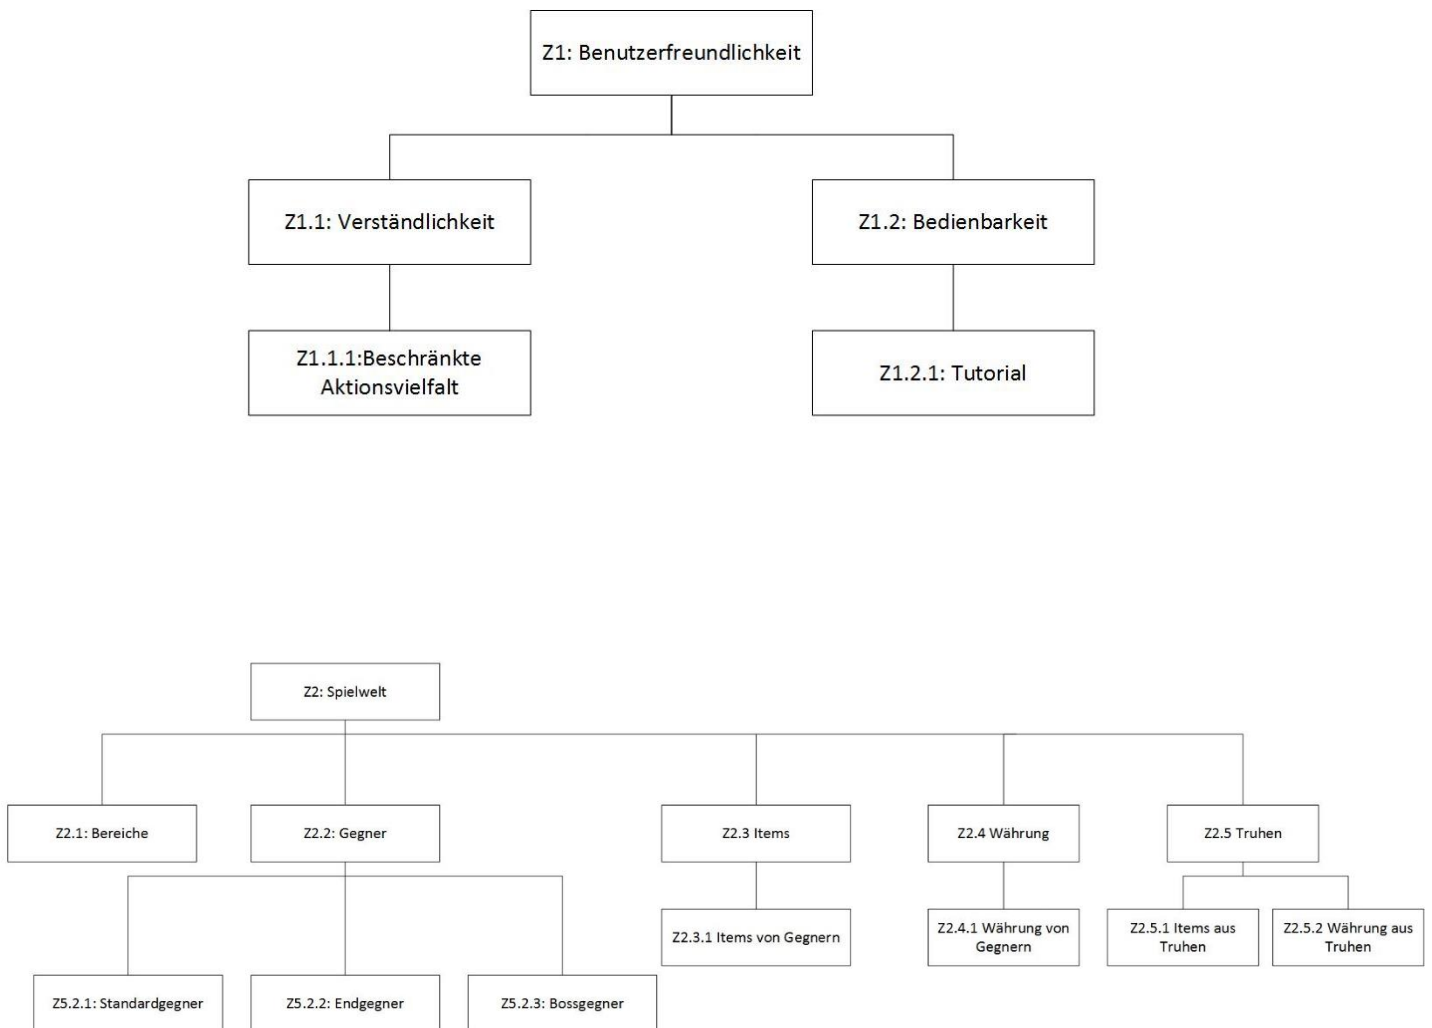 Z1: Benutzerfreundlichkeit
Z1.1: Verständlichkeit
Z1.2: Bedienbarkeit
Z1.1.1:Beschränkte
Aktionsvielfalt
Z1.2.1: Tutorial
Z2: Spielwelt
Z2.1: Bereiche
Z2.2: Gegner
Z2.3 Items
Z2.4 Währung
Z2.5 Truhen
Z2.3.1 Items von Gegnern
Z2.4.1 Währung von
Gegnern
Z2.5.1 Items aus
Truhen
Z2.5.2 Währung aus
Truhen
Z5.2.1: Standardgegner
Z5.2.2: Endgegner
Z5.2.3: Bossgegner